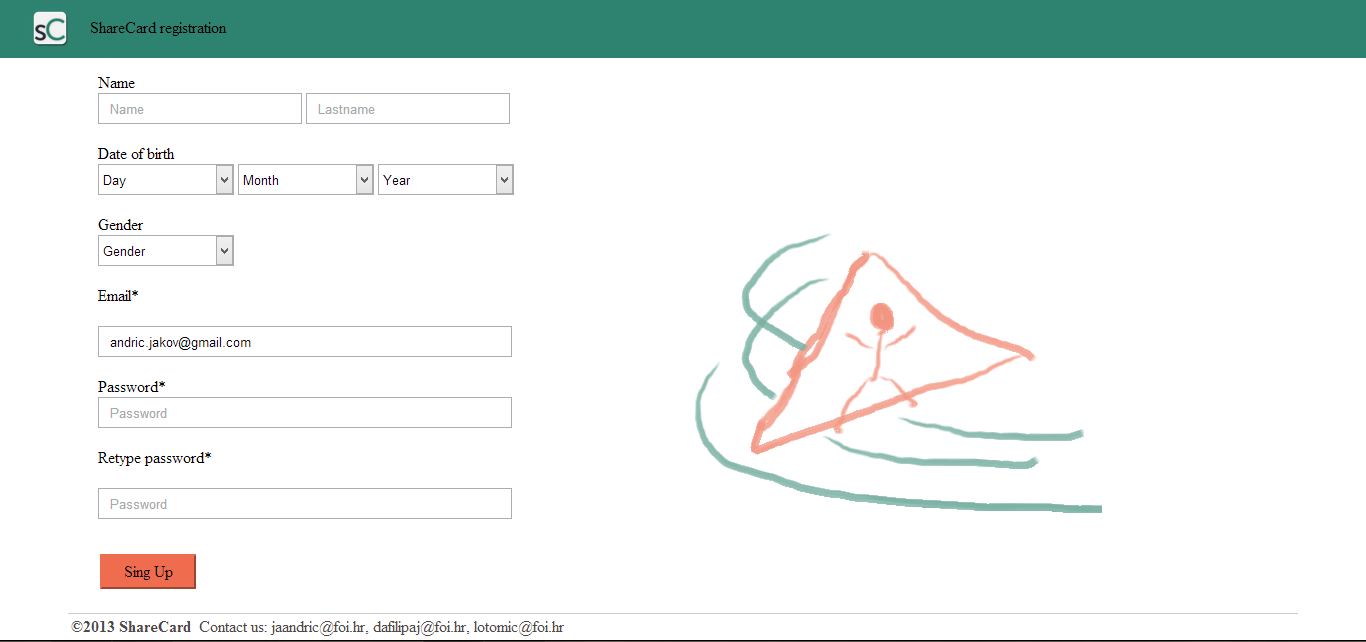 sC ShareCard registration
Name
Name Lastname
Date of birth
Day Month Year
Gender
Gender
Email*
andric.jakov@gmail.com
Password*
Password
Retype password*
Password
Sing Up
©2013 ShareCard Contact us: jaandric@foi.hr, dafilipaj@foi.hr, lotomic@foi.hr